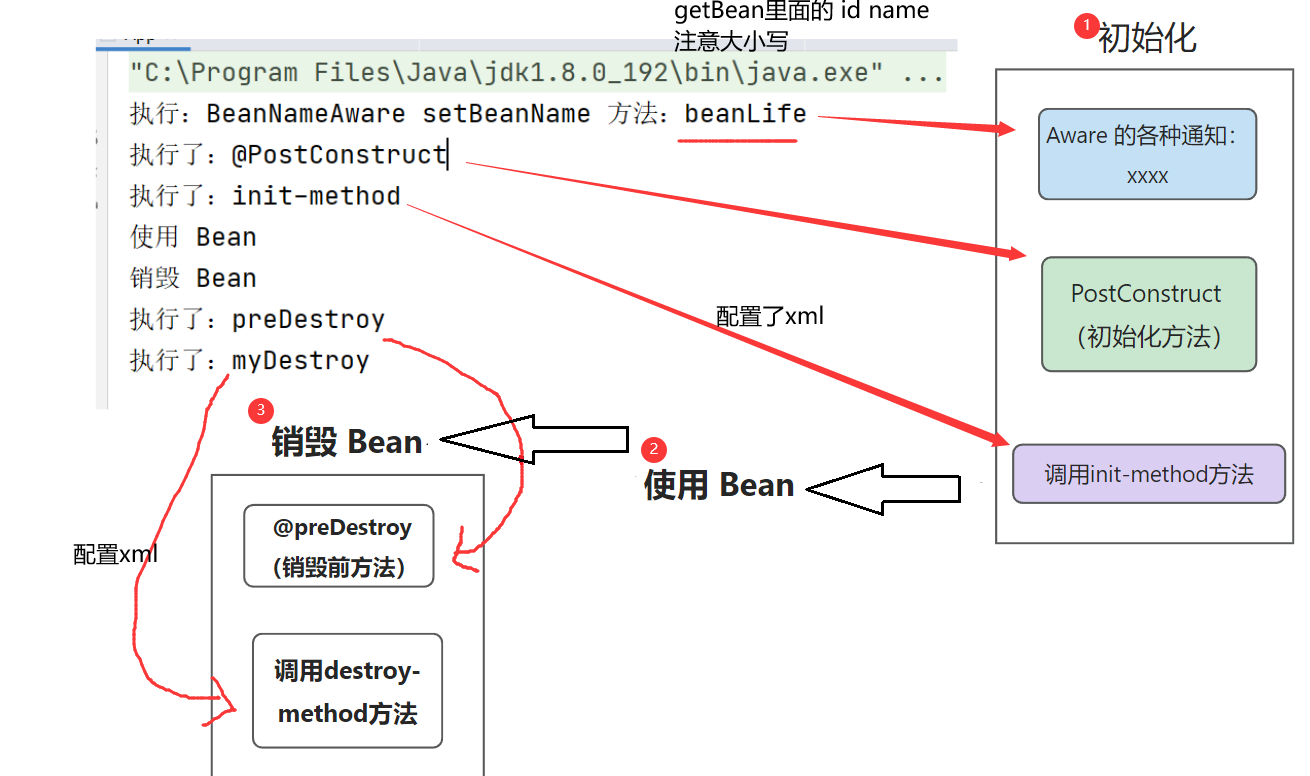 getBean里面的 id name
注意大小写
"C:\Program Files\Java\jdk1.8.0_192\bin\java.exe" ...
执行：BeanNameAware setBeanName 方法：beanLife
执行了：@PostConstruct
执行了：init-method
使用 Bean
销毁 Bean
执行了：preDestroy
执行了：myDestroy
1
初始化
Aware 的各种通知：
xxxx
PostConstruct
（初始化方法）
配置了xml
调用init-method方法
2
使用 Bean
3
销毁 Bean
@preDestroy
（销毁前方法）
配置xml
调用destroy-
method方法